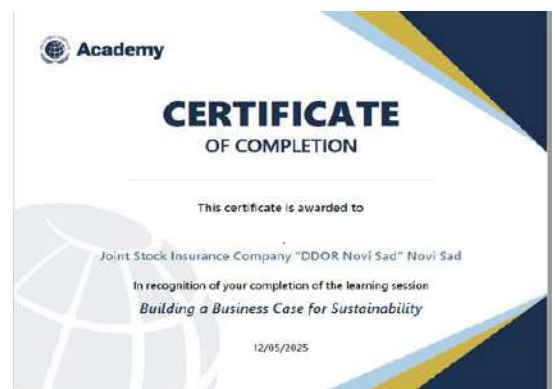 Academy
CERTIFICATE
OF COMPLETION
This certificate is awarded to
Joint Stock Insurance Company "DDOR Novi Sad" Novi Sad
In recognition of your completion of the learning session
Building a Business Case for Sustainability
12/05/2025